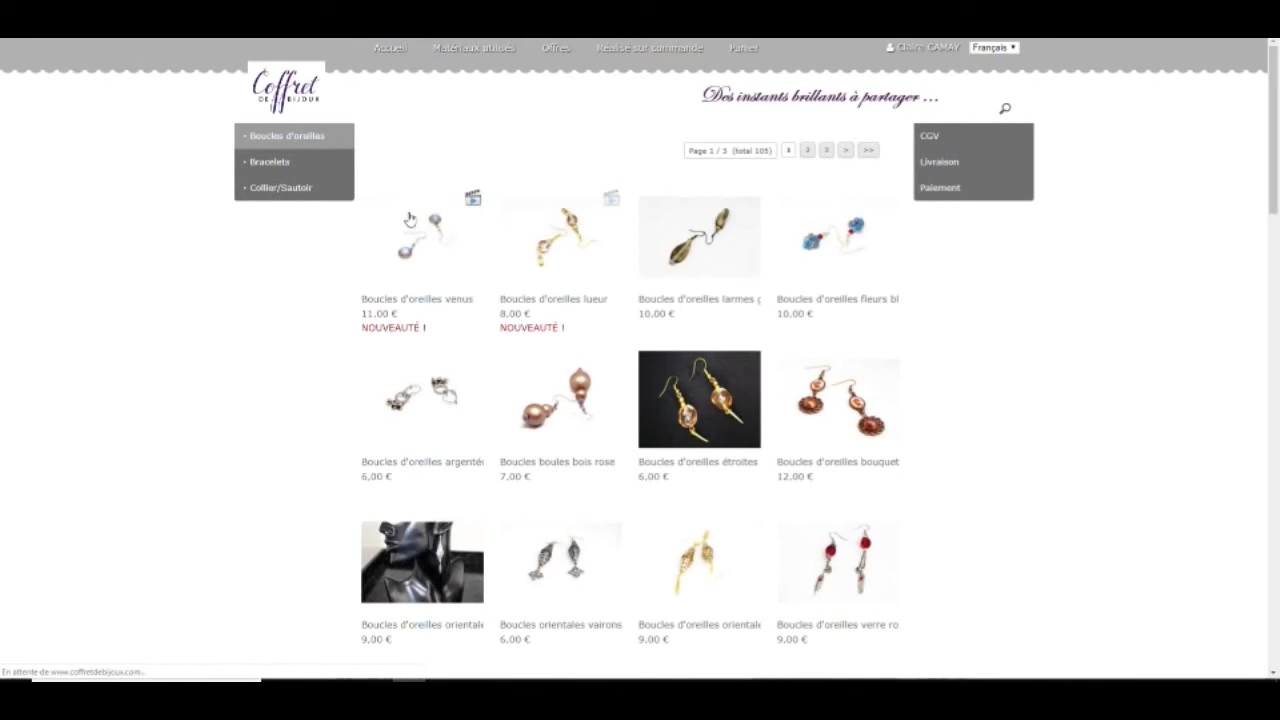 Accueil Matériaux utilisés Offres Réalisé sur commande Panier Claire CAMAY Français
Coffret
DE BIJOUX
Des instants brillants à partager ...
Boucles d'oreilles
Bracelets
Collier/Sautoir
Page 1 / 3 (total 105) 1 2 3 > >>
CGV
Livraison
Paiement
Boucles d'oreilles venus
11.00 €
NOUVEAUTÉ !
Boucles d'oreilles lueur
8.00 €
NOUVEAUTÉ !
Boucles d'oreilles larmes g
10,00 €
Boucles d'oreilles fleurs bl
10,00 €
Boucles d'oreilles argenté
6,00 €
Boucles boules bois rose
7,00 €
Boucles d'oreilles étroites
6,00 €
Boucles d'oreilles bouquet
12,00 €
Boucles d'oreilles orientale
9,00 €
Boucles orientales vairons
6.00 €
Boucles d'oreilles orientale
9,00 €
Boucles d'oreilles verre ro
9,00 €
En attente de www.coffretdebijoux.com...